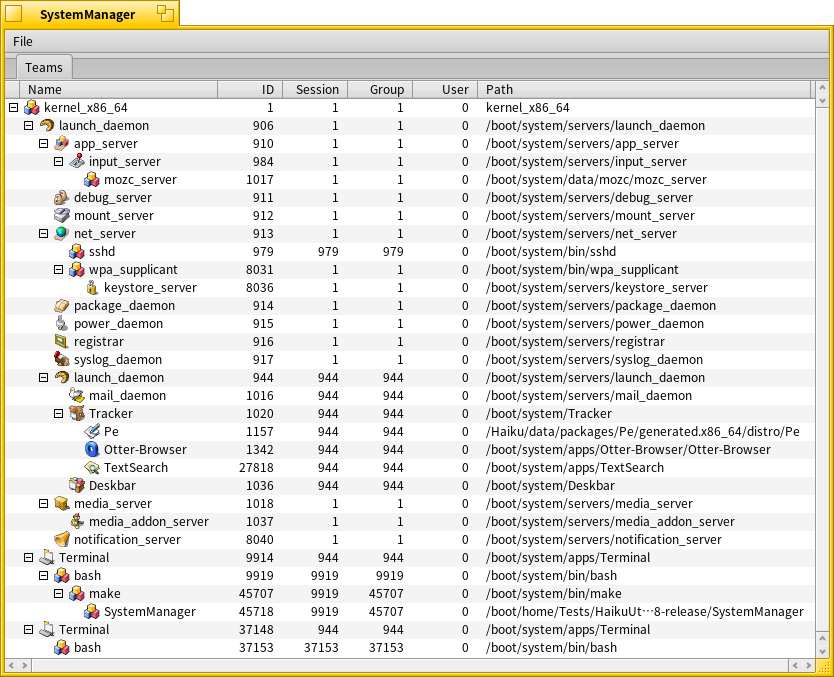 SystemManager
File
Teams
Name ID Session Group User Path
kernel_x86_64 1 1 1 0 kernel_x86_64
launch_daemon 906 1 1 0 /boot/system/servers/launch_daemon
app_server 910 1 1 0 /boot/system/servers/app_server
input_server 984 1 1 0 /boot/system/servers/input_server
mozc_server 1017 1 1 0 /boot/system/data/mozc/mozc_server
debug_server 911 1 1 0 /boot/system/servers/debug_server
mount_server 912 1 1 0 /boot/system/servers/mount_server
net_server 913 1 1 0 /boot/system/servers/net_server
sshd 979 979 979 0 /boot/system/bin/sshd
wpa_supplicant 8031 1 1 0 /boot/system/bin/wpa_supplicant
keystore_server 8036 1 1 0 /boot/system/servers/keystore_server
package_daemon 914 1 1 0 /boot/system/servers/package_daemon
power_daemon 915 1 1 0 /boot/system/servers/power_daemon
registrar 916 1 1 0 /boot/system/servers/registrar
syslog_daemon 917 1 1 0 /boot/system/servers/syslog_daemon
launch_daemon 944 944 944 0 /boot/system/servers/launch_daemon
mail_daemon 1016 944 944 0 /boot/system/servers/mail_daemon
Tracker 1020 944 944 0 /boot/system/Tracker
Pe 1157 944 944 0 /Haiku/data/packages/Pe/generated.x86_64/distro/Pe
Otter-Browser 1342 944 944 0 /boot/system/apps/Otter-Browser/Otter-Browser
TextSearch 27818 944 944 0 /boot/system/apps/TextSearch
Deskbar 1036 944 944 0 /boot/system/Deskbar
media_server 1018 1 1 0 /boot/system/servers/media_server
media_addon_server 1037 1 1 0 /boot/system/servers/media_addon_server
notification_server 8040 1 1 0 /boot/system/servers/notification_server
Terminal 9914 944 944 0 /boot/system/apps/Terminal
bash 9919 9919 9919 0 /boot/system/bin/bash
make 45707 9919 45707 0 /boot/system/bin/make
SystemManager 45718 9919 45707 0 /boot/home/Tests/HaikuUt⋯8-release/SystemManager
Terminal 37148 944 944 0 /boot/system/apps/Terminal
bash 37153 37153 37153 0 /boot/system/bin/bash